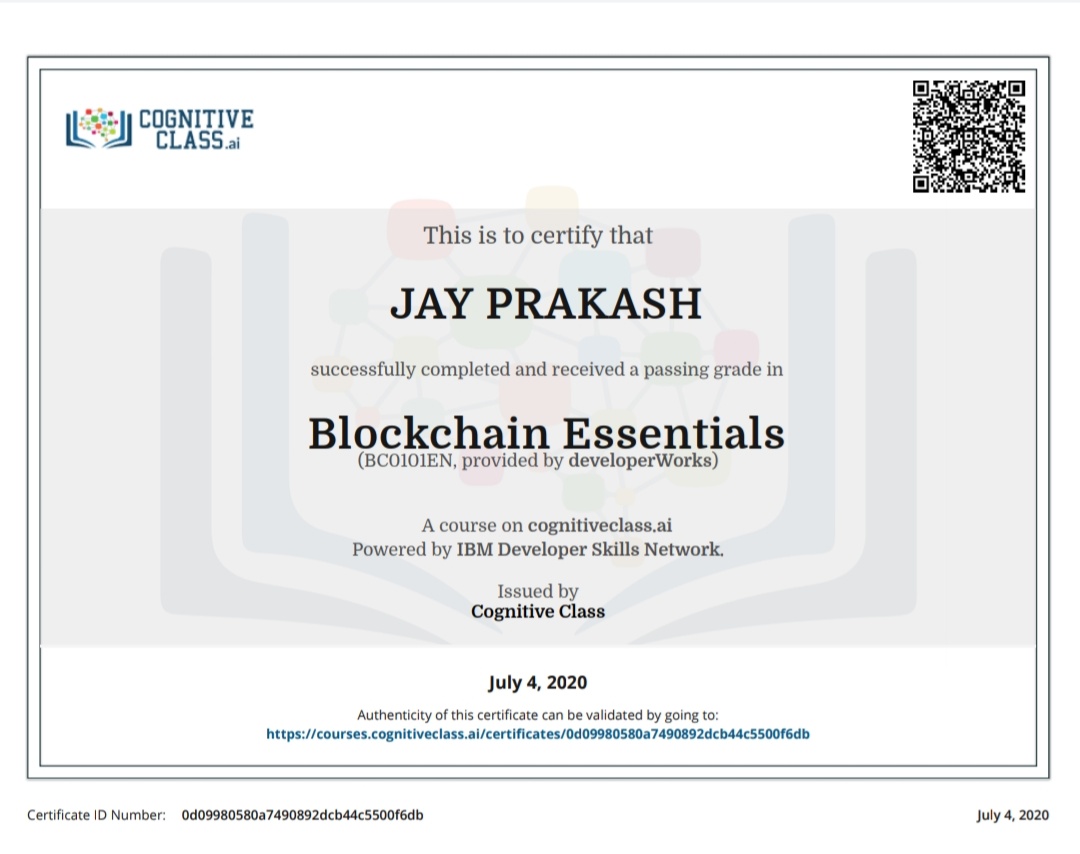 COGNITIVE
CLASS.ai
This is to certify that
JAY PRAKASH
successfully completed and received a passing grade in
Blockchain Essentials
(BC0101EN, provided by developerWorks)
A course on cognitiveclass.ai
Powered by IBM Developer Skills Network.
Issued by
Cognitive Class
July 4, 2020
Authenticity of this certificate can be validated by going to:
https://courses.cognitiveclass.ai/certificates/0d09980580a7490892dcb44c5500f6db
Certificate ID Number: 0d09980580a7490892dcb44c5500f6db
July 4, 2020